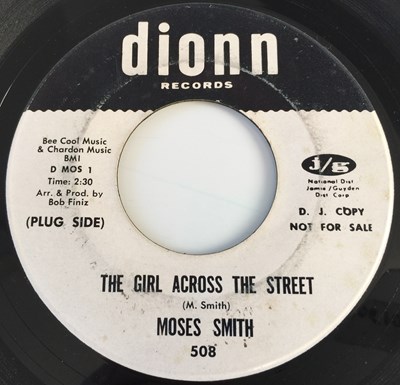 dionn
RECORDS
Bee Cool Music
& Chardon Music
BMI
D MOS 1
Time: 2:30
Arr. & Prod. by
Bob Finiz
(PLUG SIDE)
j/g
National Dist
Jamie/Guyden
Dist Corp
D. J. COPY
NOT FOR SALE
THE GIRL ACROSS THE STREET
(M. Smith)
MOSES SMITH
508